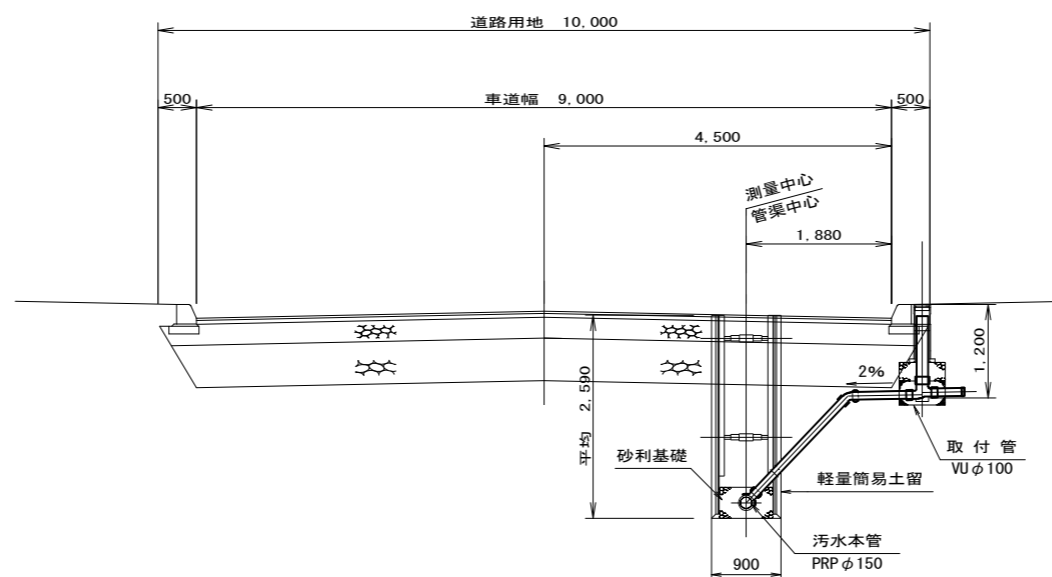 道路用地 10,000
500
車道幅 9,000
500
4,500
測量中心
管渠中心
1,880
1,200
2%
平均 2,590
砂利基礎
取付管
VUφ100
軽量簡易土留
汚水本管
PRPφ150
900